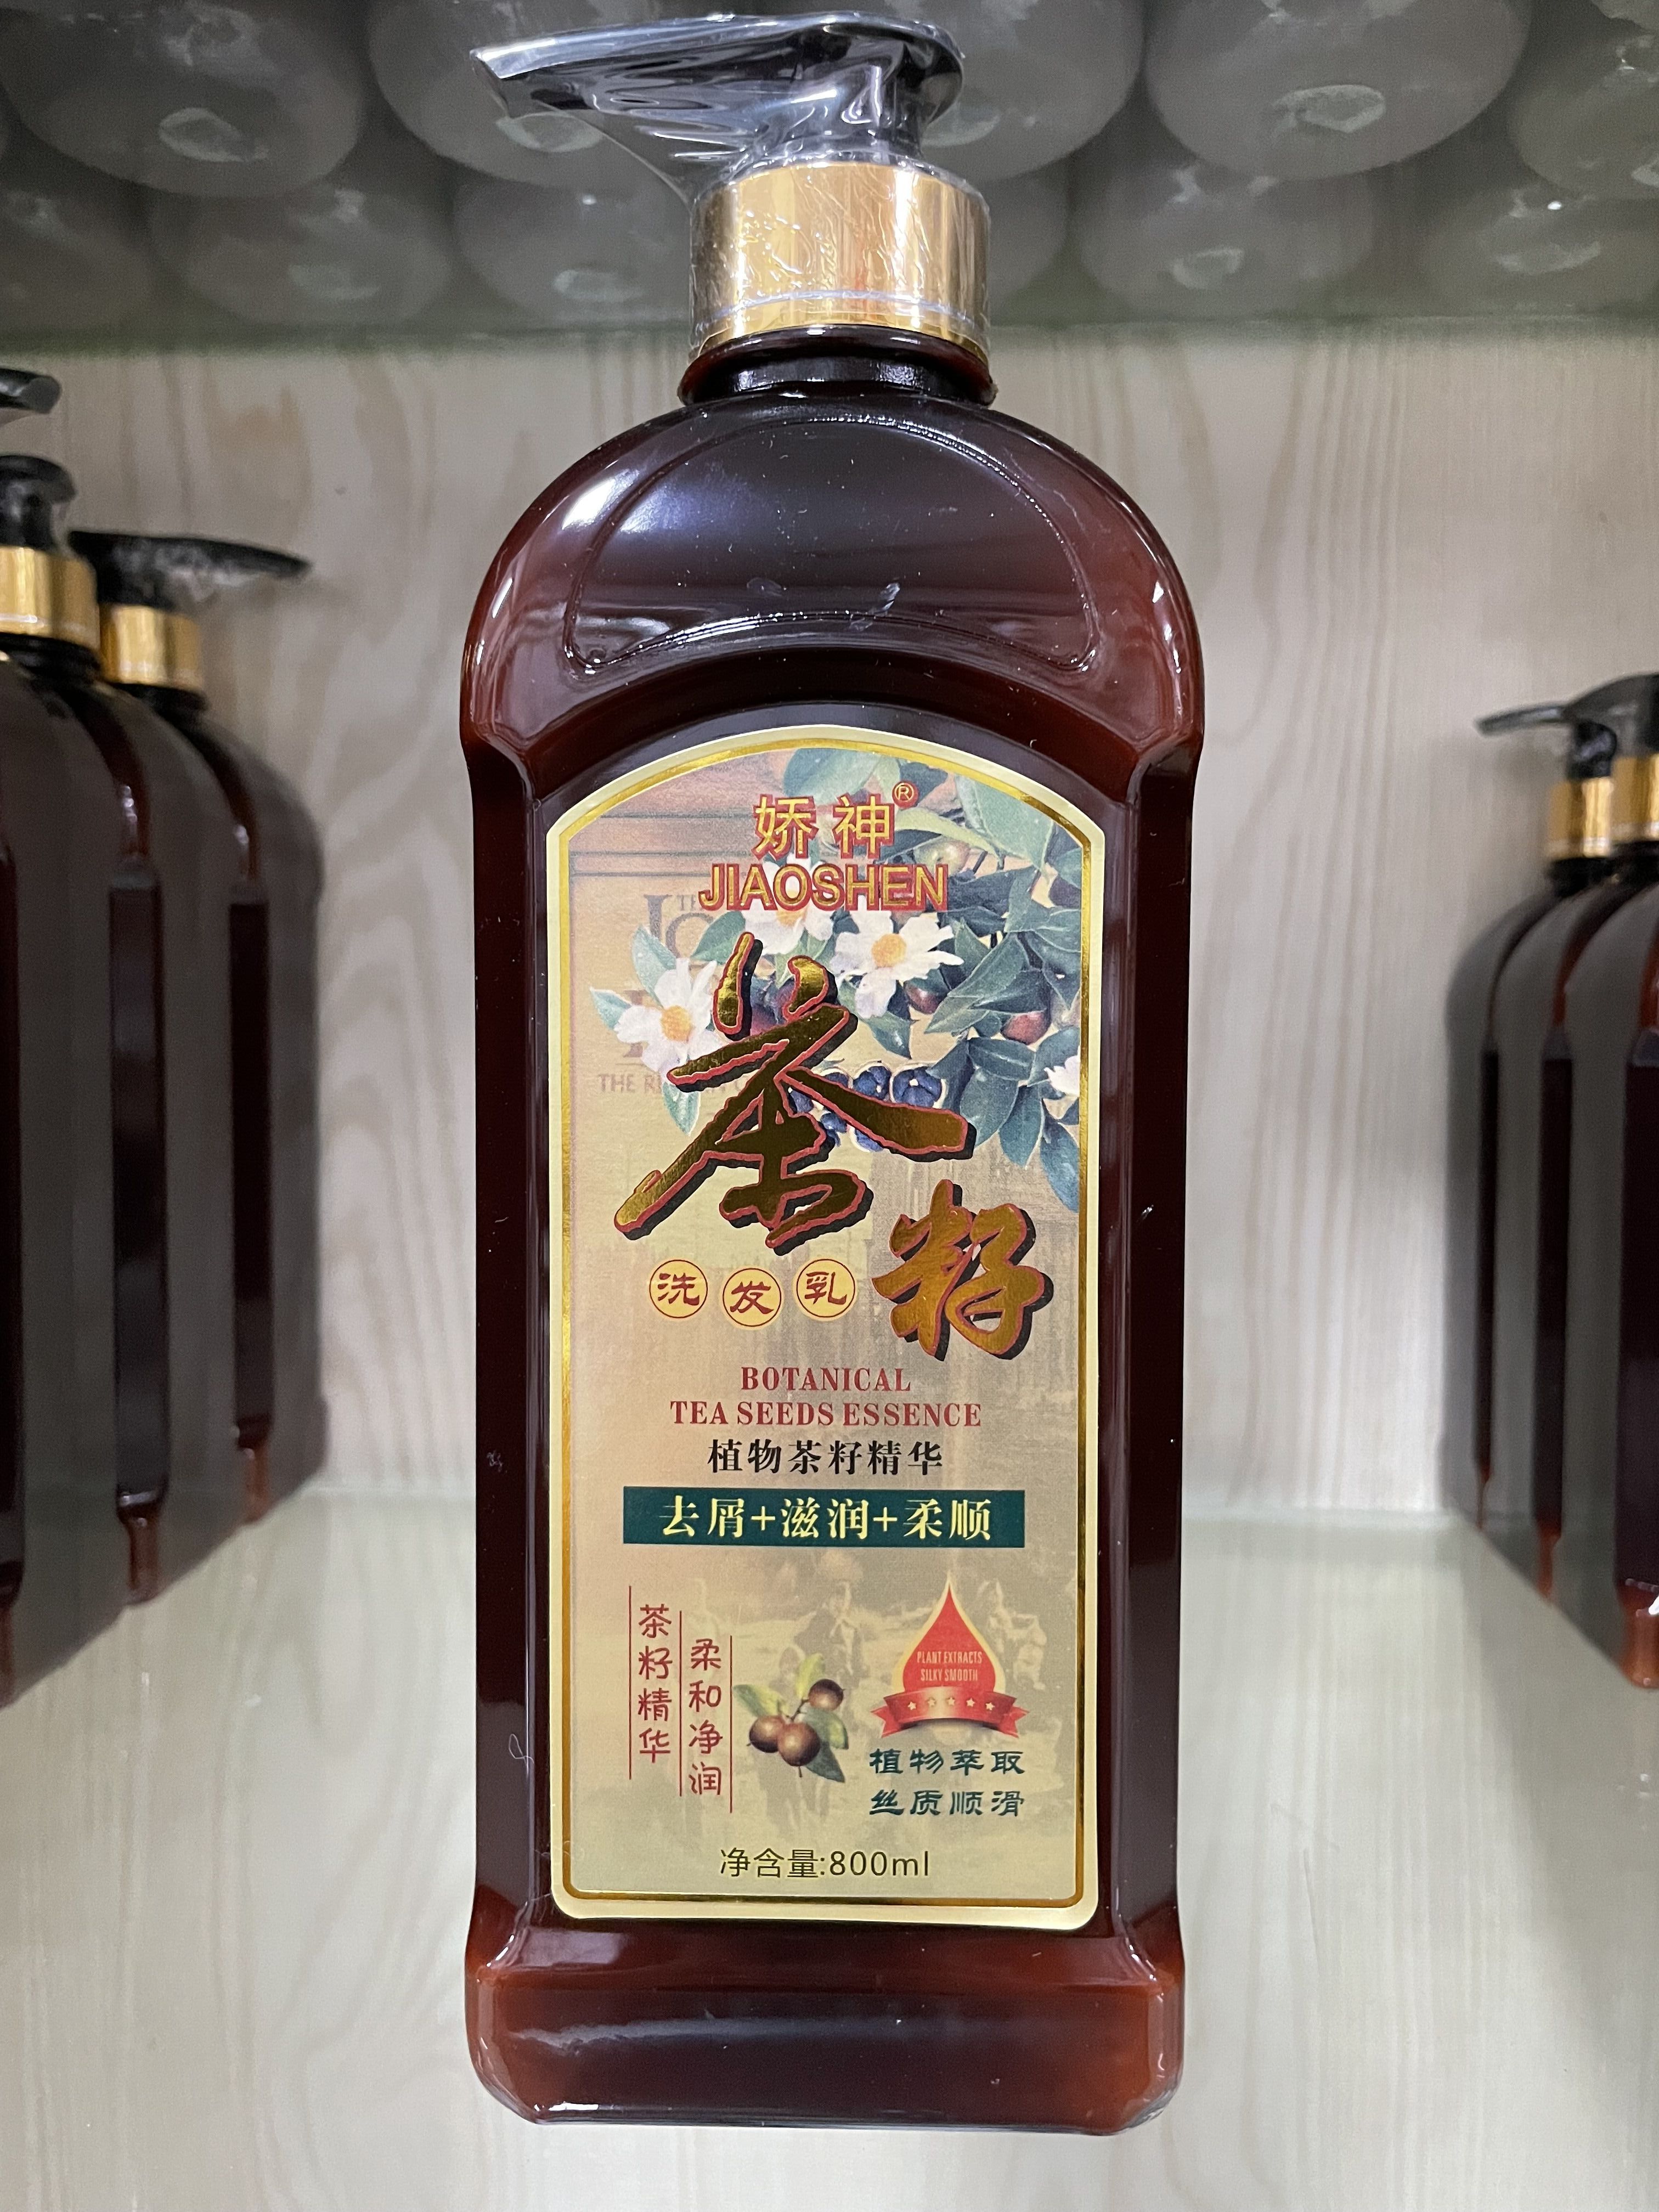 娇神®
JIAOSHEN
茶籽
洗发乳
BOTANICAL
TEA SEEDS ESSENCE
植物茶籽精华
去屑+滋润+柔顺
茶籽精华
柔和净润
PLANT EXTRACTS
SILKY SMOOTH
植物萃取
丝质顺滑
净含量:800ml